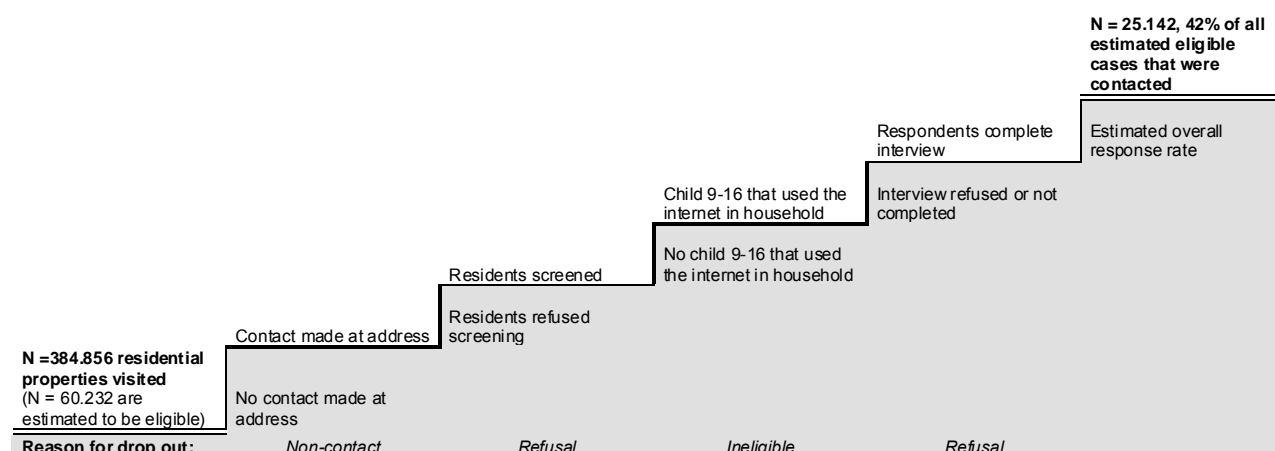 N = 25.142, 42% of all
estimated eligible
cases that were
contacted
Respondents complete
interview
Estimated overall
response rate
Child 9-16 that used the
internet in household
Interview refused or not
completed
Residents screened
No child 9-16 that used
the internet in household
Contact made at address
Residents refused
screening
N =384.856 residential
properties visited
(N = 60.232 are
estimated to be eligible)
No contact made at
address
Reason for drop out:
Non-contact
Refusal
Ineligible
Refusal